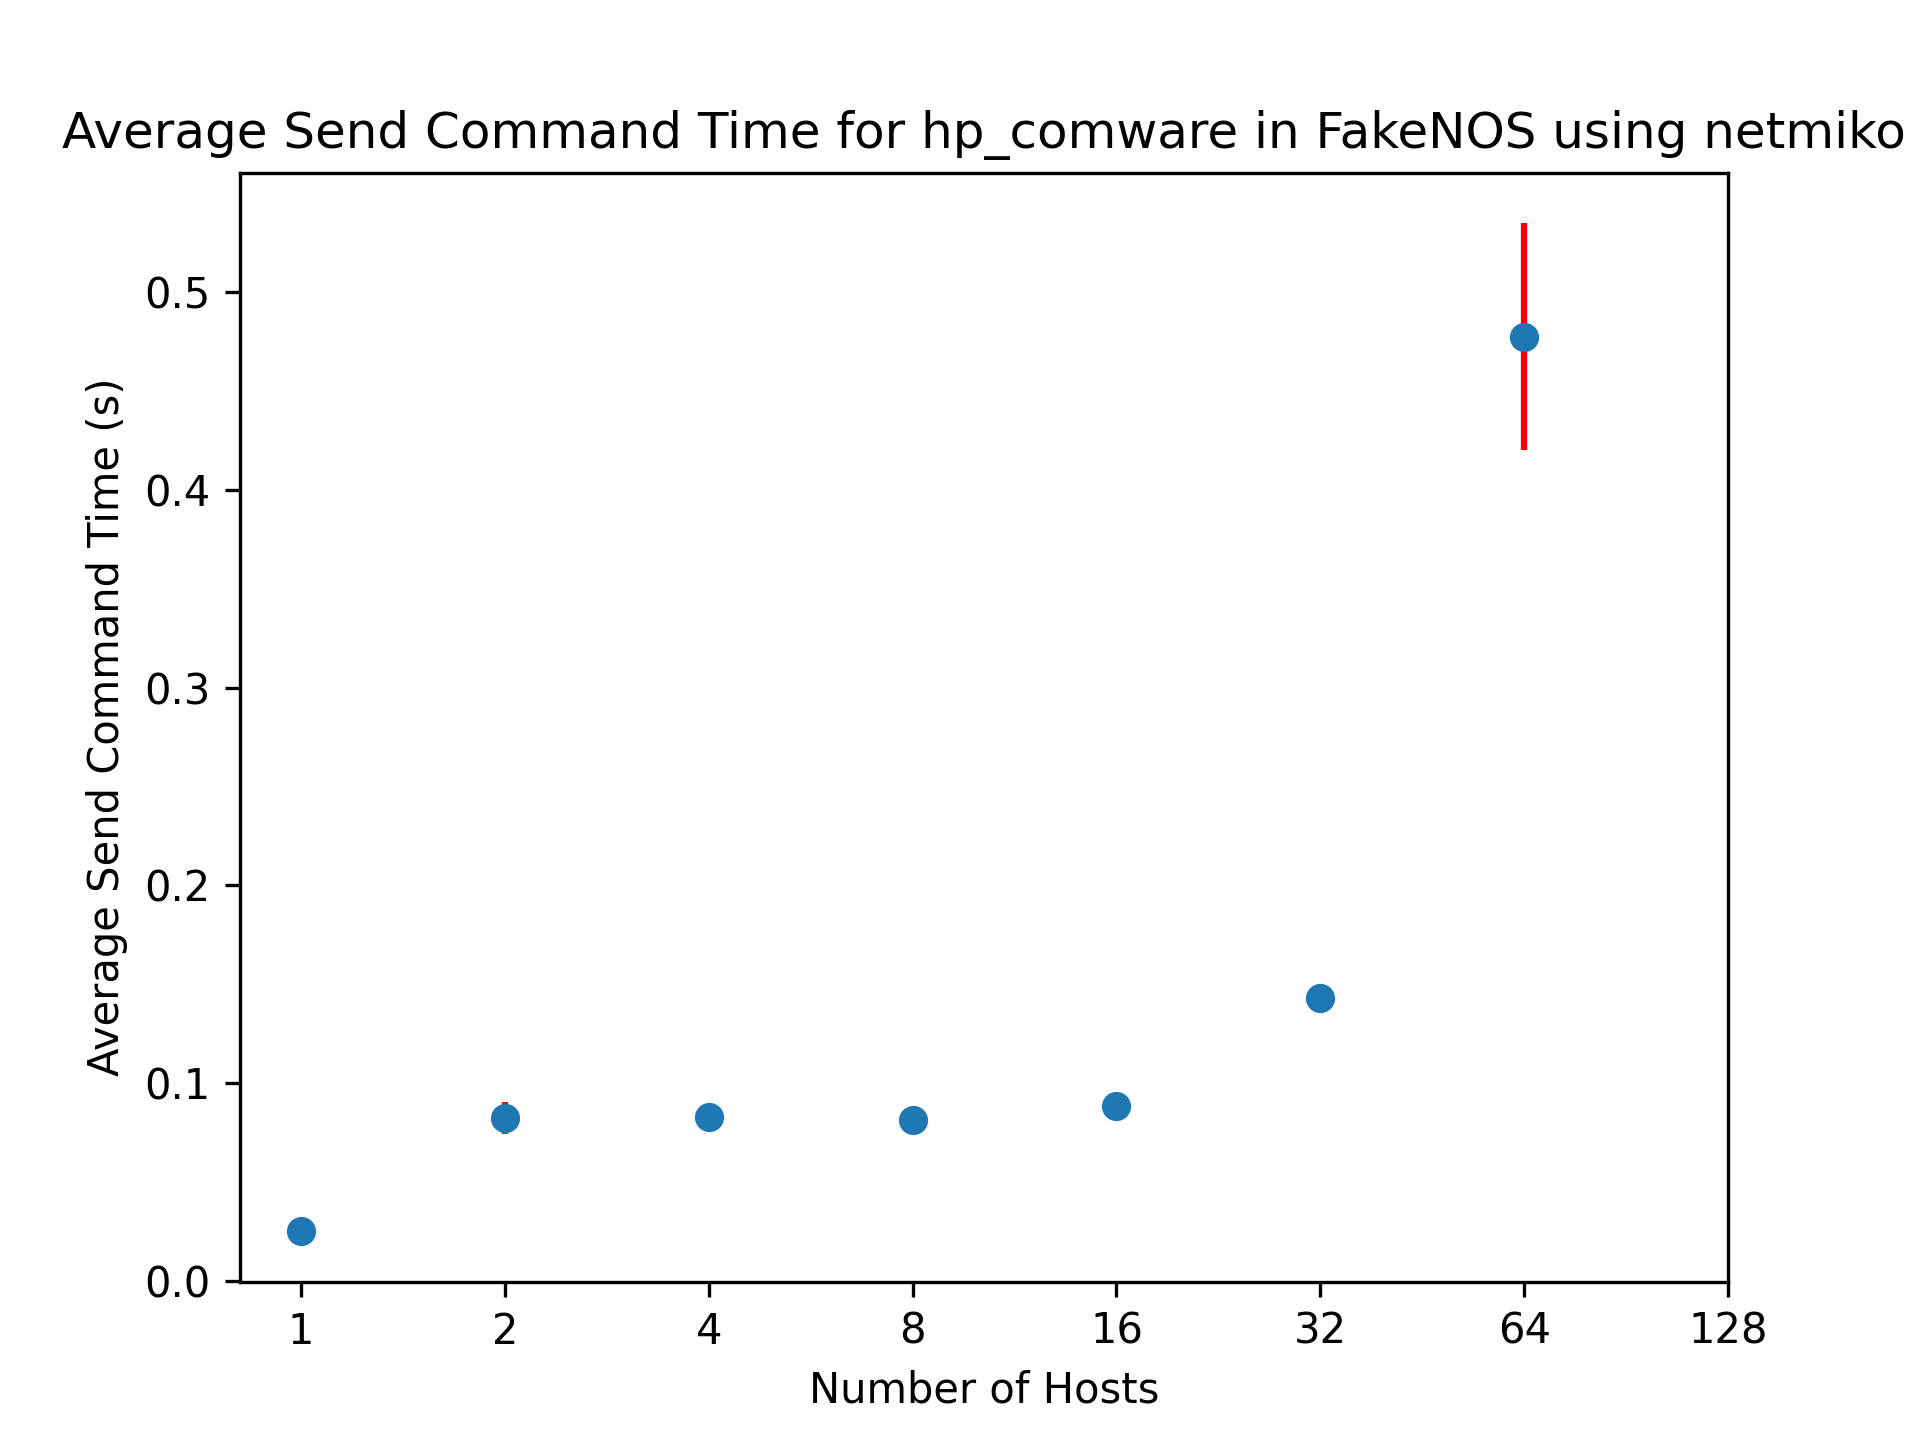 Average Send Command Time for hp_comware in FakeNOS using netmiko
Average Send Command Time (s)
0.5
0.4
0.3
0.2
0.1
0.0
1 2 4 8 16 32 64 128
Number of Hosts